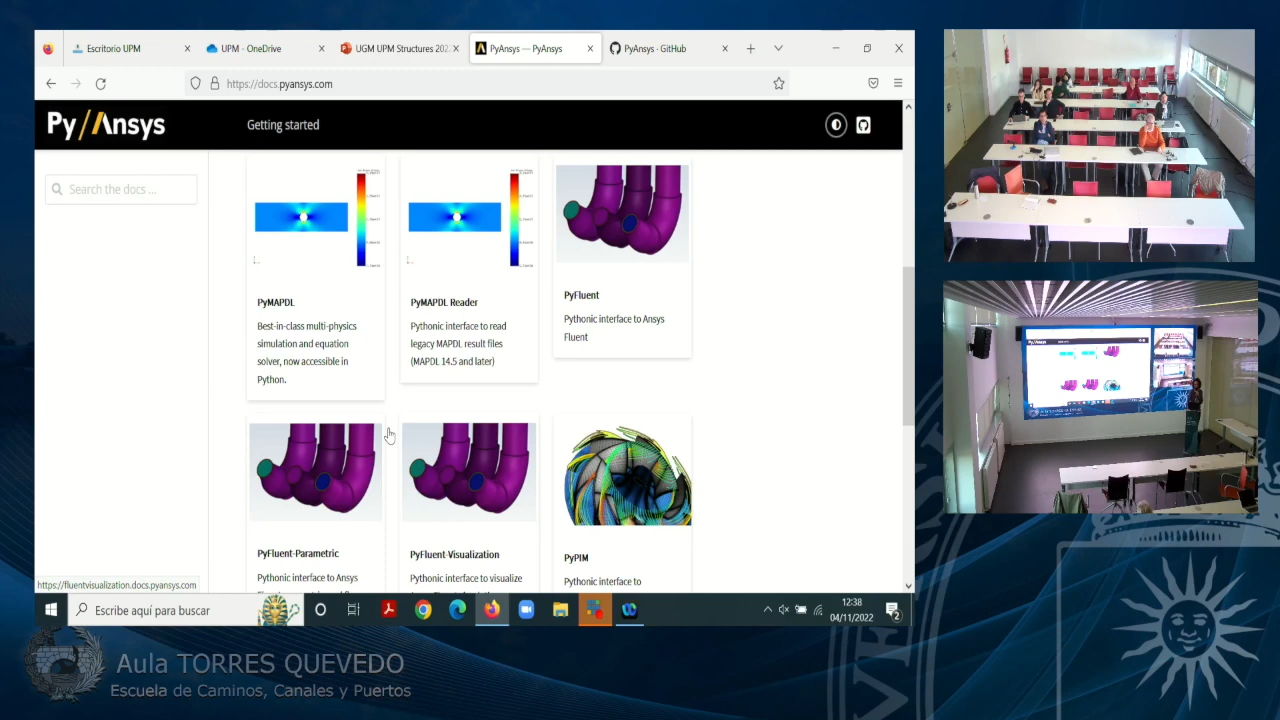 Escritorio UPM
UPM - OneDrive
UGM UPM Structures 202
PyAnsys — PyAnsys
PyAnsys · GitHub
https://docs.pyansys.com
Py/Ansys
Getting started
Search the docs ...
PyMAPDL
Best-in-class multi-physics
simulation and equation
solver, now accessible in
Python.
PyMAPDL Reader
Pythonic interface to read
legacy MAPDL result files
(MAPDL 14.5 and later)
PyFluent
Pythonic interface to Ansys
Fluent
PyFluent-Parametric
Pythonic interface to Ansys
PyFluent-Visualization
Pythonic interface to visualize
PyPIM
Pythonic interface to
https://fluentvisualization.docs.pyansys.com
Escribe aquí para buscar
12:38
04/11/2022
2
Aula TORRES QUEVEDO
Escuela de Caminos, Canales y Puertos